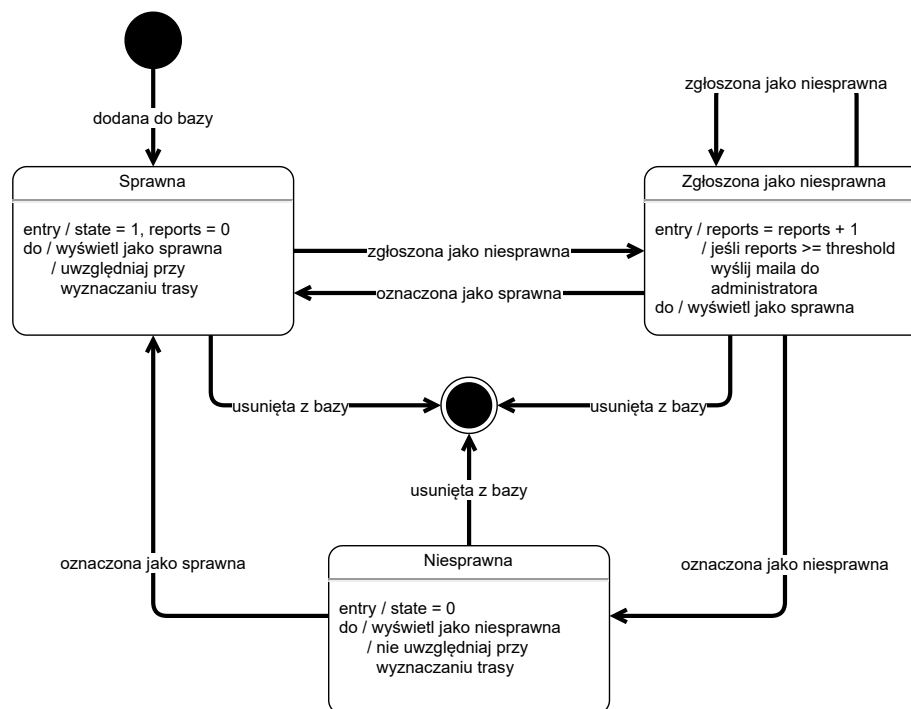 zgłoszona jako niesprawna
dodana do bazy
Sprawna
entry / state = 1, reports = 0
do / wyświetl jako sprawna
/ uwzględniaj przy
wyznaczaniu trasy
Zgłoszona jako niesprawna
entry / reports = reports + 1
/ jeśli reports >= threshold
wyślij maila do
administratora
do / wyświetl jako sprawna
zgłoszona jako niesprawna
oznaczona jako sprawna
usunięta z bazy
usunięta z bazy
usunięta z bazy
oznaczona jako sprawna
oznaczona jako niesprawna
Niesprawna
entry / state = 0
do / wyświetl jako niesprawna
/ nie uwzględniaj przy
wyznaczaniu trasy